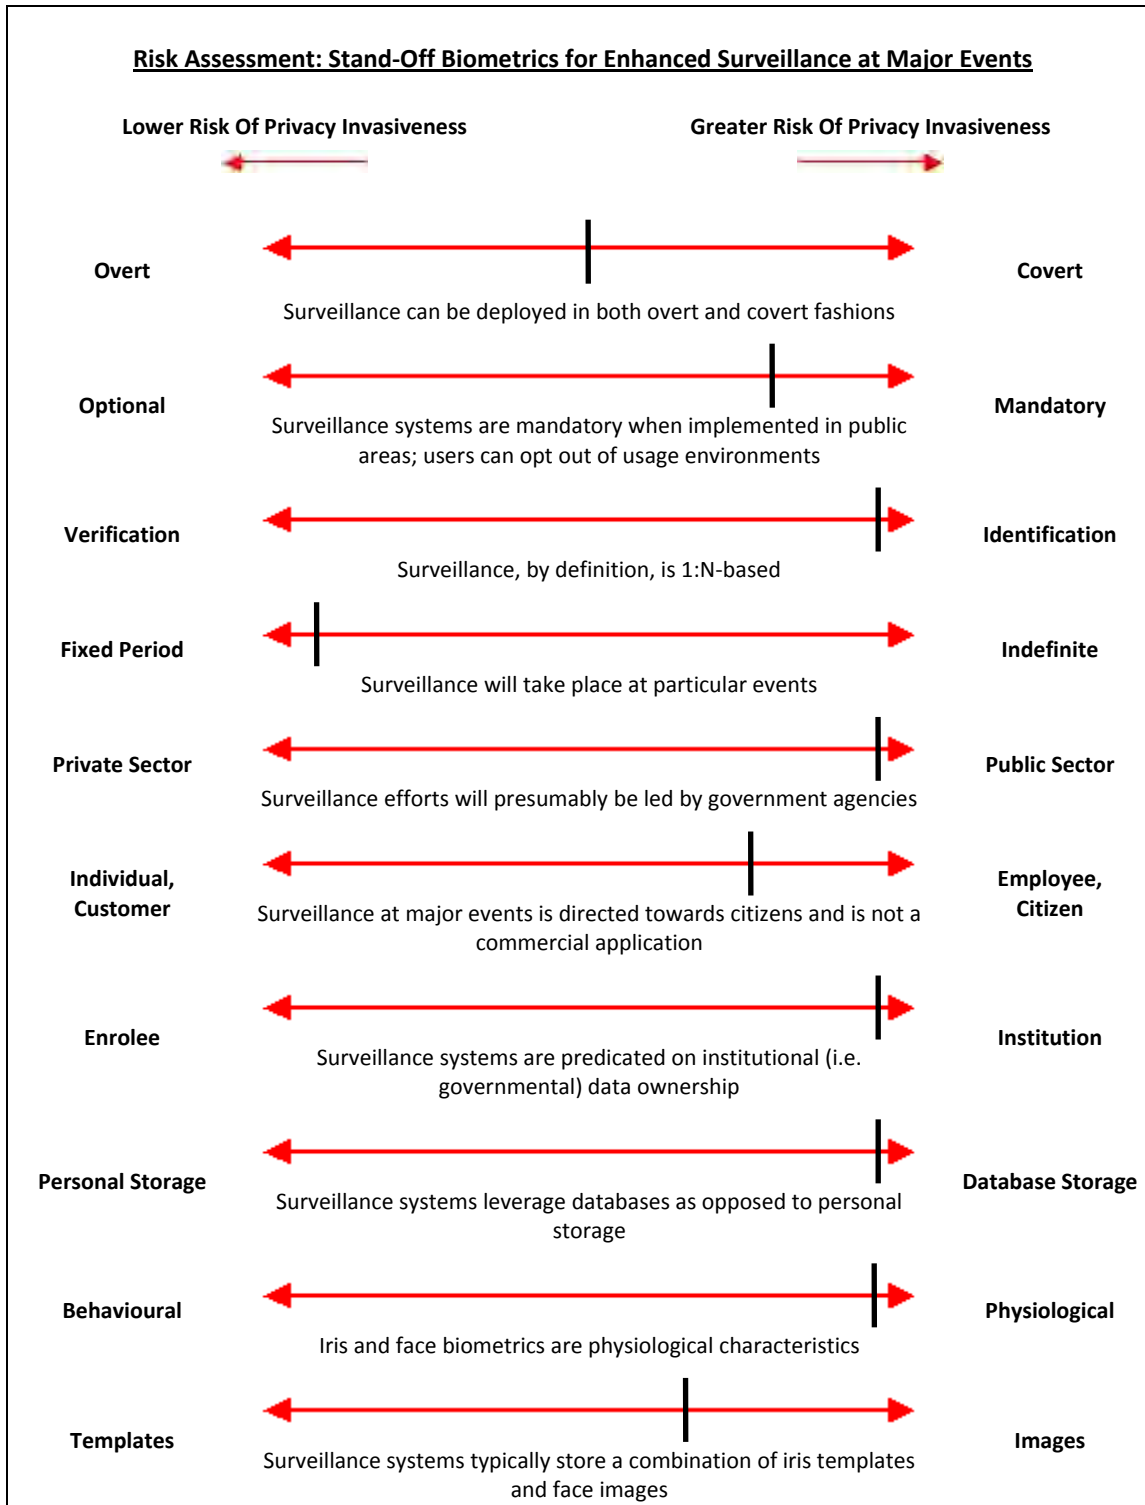 Risk Assessment: Stand-Off Biometrics for Enhanced Surveillance at Major Events
Lower Risk Of Privacy Invasiveness
Greater Risk Of Privacy Invasiveness
Overt
Covert
Surveillance can be deployed in both overt and covert fashions
Optional
Mandatory
Surveillance systems are mandatory when implemented in public
areas; users can opt out of usage environments
Verification
Identification
Surveillance, by definition, is 1:N-based
Fixed Period
Indefinite
Surveillance will take place at particular events
Private Sector
Public Sector
Surveillance efforts will presumably be led by government agencies
Individual,
Customer
Employee,
Citizen
Surveillance at major events is directed towards citizens and is not a
commercial application
Enrolee
Institution
Surveillance systems are predicated on institutional (i.e.
governmental) data ownership
Personal Storage
Database Storage
Surveillance systems leverage databases as opposed to personal
storage
Behavioural
Physiological
Iris and face biometrics are physiological characteristics
Templates
Images
Surveillance systems typically store a combination of iris templates
and face images